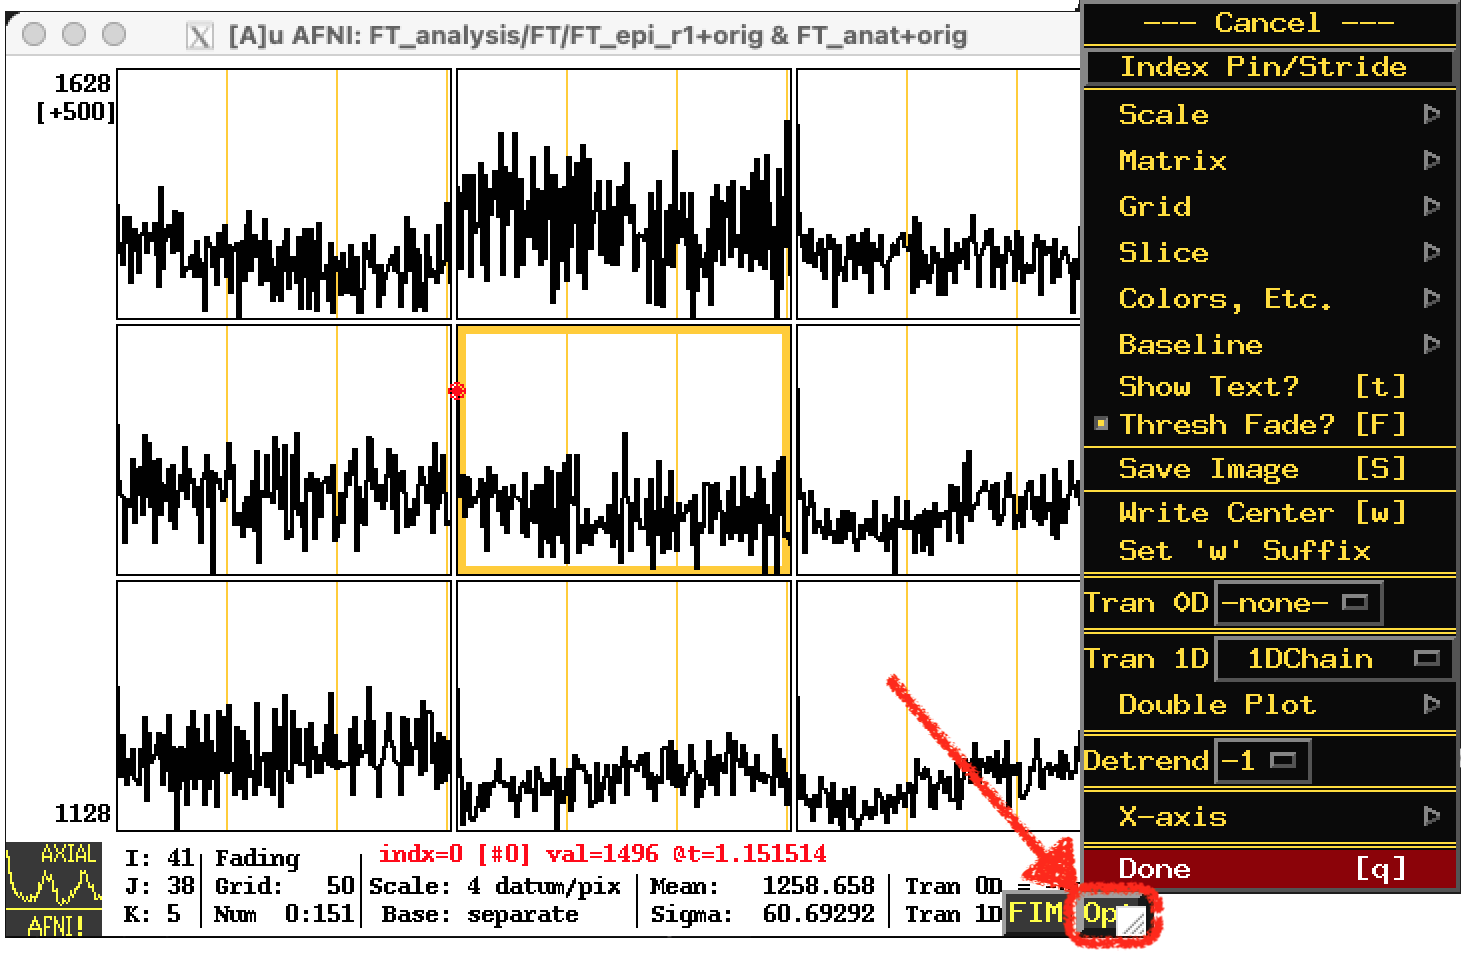 [A]u AFNI: FT_analysis/FT/FT_epi_r1+orig & FT_anat+orig
1628
[+500]
1128
--- Cancel ---
Index Pin/Stride
Scale
Matrix
Grid
Slice
Colors, Etc.
Baseline
Show Text? [t]
Thresh Fade? [F]
Save Image [S]
Write Center [w]
Set 'w' Suffix
Tran 0D -none-
Tran 1D 1DChain
Double Plot
Detrend -1
X-axis
Done [q]
AXIAL
AFNI!
indx=0 [#0] val=1496 @t=1.151514
I: 41 Fading
J: 38 Grid: 50 Scale: 4 datum/pix Mean: 1258.658 Tran 0D =
K: 5 Num 0:151 Base: separate Sigma: 60.69292 Tran 1D
FIM Op